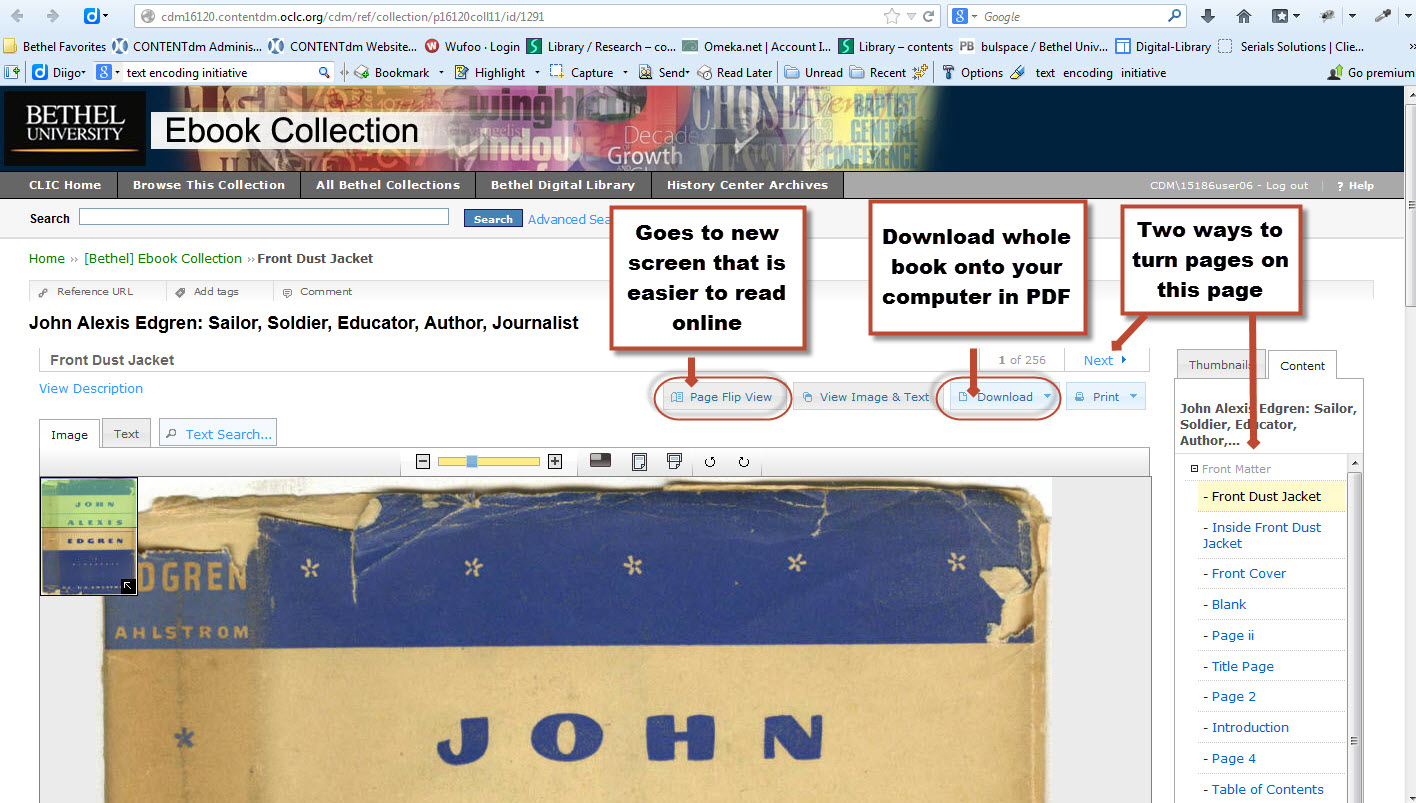 cdm16120.contentdm.oclc.org/cdm/ref/collection/p16120coll11/id/1291
Google
Bethel Favorites CONTENTdm Adminis... CONTENTdm Website... Wufoo · Login Library / Research – co... Omeka.net | Account I... Library – contents PB bulspace / Bethel Univ... Digital-Library Serials Solutions | Clie...
Diigo text encoding initiative Bookmark Highlight Capture Send Read Later Unread Recent Options text encoding initiative Go premium
BETHEL
UNIVERSITY
Ebook Collection
Decade
Growth
BAPTIST
GENERAL
CONFERENCE
CLIC Home Browse This Collection All Bethel Collections Bethel Digital Library History Center Archives CDM\15186user06 - Log out ? Help
Search Search Advanced Sea
Goes to new
screen that is
easier to read
online
Download whole
book onto your
computer in PDF
Two ways to
turn pages on
this page
Home ›› [Bethel] Ebook Collection ›› Front Dust Jacket
Reference URL Add tags Comment
John Alexis Edgren: Sailor, Soldier, Educator, Author, Journalist
Front Dust Jacket 1 of 256 Next
View Description
Page Flip View View Image & Text Download Print
Image Text Text Search...
Thumbnails Content
John Alexis Edgren: Sailor,
Soldier, Educator,
Author,...
Front Matter
- Front Dust Jacket
- Inside Front Dust
Jacket
- Front Cover
- Blank
- Page ii
- Title Page
- Page 2
- Introduction
- Page 4
- Table of Contents
JOHN
ALEXIS
EDGREN
DGREN
AHLSTROM
JOHN